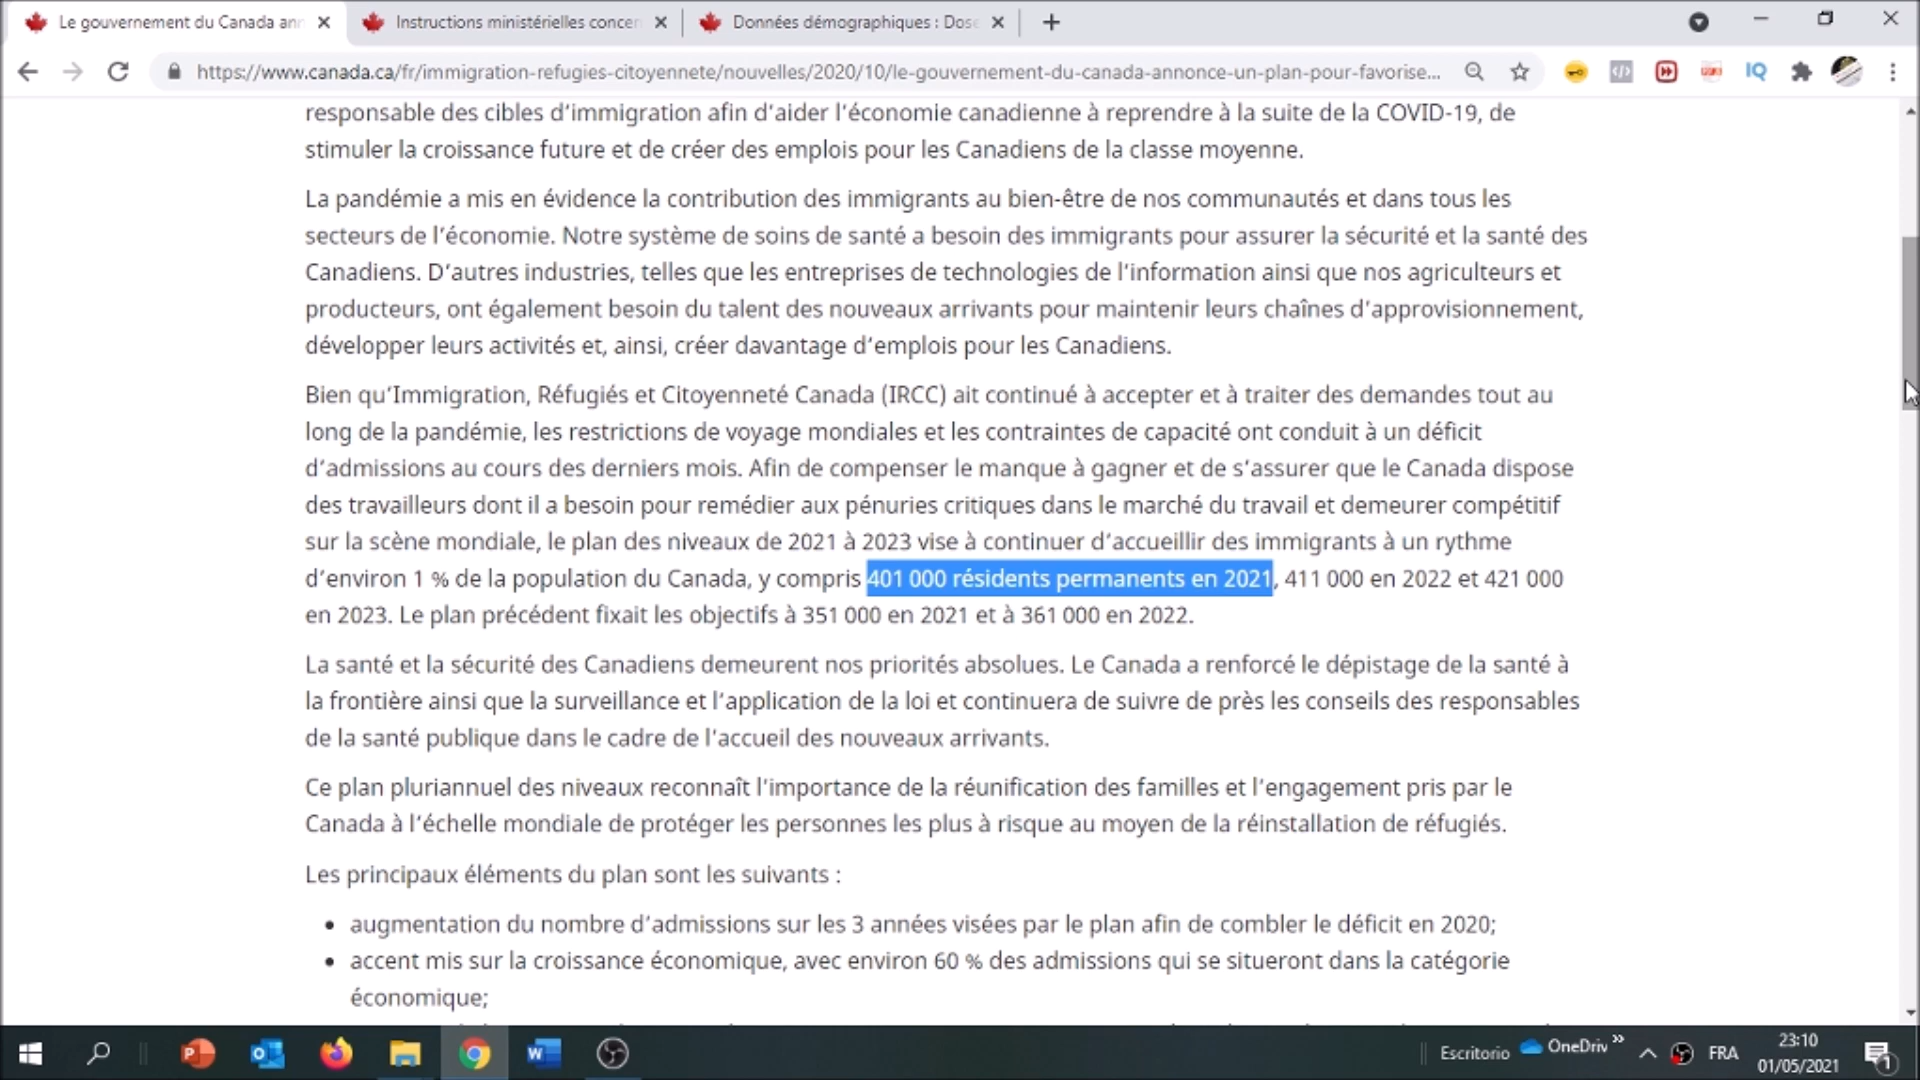 Le gouvernement du Canada ann
Instructions ministérielles concer
Données démographiques : Dos
https://www.canada.ca/fr/immigration-refugies-citoyennete/nouvelles/2020/10/le-gouvernement-du-canada-annonce-un-plan-pour-favorise...
IQ
responsable des cibles d’immigration afin d’aider l’économie canadienne à reprendre à la suite de la COVID-19, de
stimuler la croissance future et de créer des emplois pour les Canadiens de la classe moyenne.
La pandémie a mis en évidence la contribution des immigrants au bien-être de nos communautés et dans tous les
secteurs de l’économie. Notre système de soins de santé a besoin des immigrants pour assurer la sécurité et la santé des
Canadiens. D’autres industries, telles que les entreprises de technologies de l’information ainsi que nos agriculteurs et
producteurs, ont également besoin du talent des nouveaux arrivants pour maintenir leurs chaînes d’approvisionnement,
développer leurs activités et, ainsi, créer davantage d’emplois pour les Canadiens.
Bien qu’Immigration, Réfugiés et Citoyenneté Canada (IRCC) ait continué à accepter et à traiter des demandes tout au
long de la pandémie, les restrictions de voyage mondiales et les contraintes de capacité ont conduit à un déficit
d’admissions au cours des derniers mois. Afin de compenser le manque à gagner et de s’assurer que le Canada dispose
des travailleurs dont il a besoin pour remédier aux pénuries critiques dans le marché du travail et demeurer compétitif
sur la scène mondiale, le plan des niveaux de 2021 à 2023 vise à continuer d’accueillir des immigrants à un rythme
d’environ 1 % de la population du Canada, y compris 401 000 résidents permanents en 2021, 411 000 en 2022 et 421 000
en 2023. Le plan précédent fixait les objectifs à 351 000 en 2021 et à 361 000 en 2022.
La santé et la sécurité des Canadiens demeurent nos priorités absolues. Le Canada a renforcé le dépistage de la santé à
la frontière ainsi que la surveillance et l’application de la loi et continuera de suivre de près les conseils des responsables
de la santé publique dans le cadre de l’accueil des nouveaux arrivants.
Ce plan pluriannuel des niveaux reconnaît l’importance de la réunification des familles et l’engagement pris par le
Canada à l’échelle mondiale de protéger les personnes les plus à risque au moyen de la réinstallation de réfugiés.
Les principaux éléments du plan sont les suivants :
• augmentation du nombre d’admissions sur les 3 années visées par le plan afin de combler le déficit en 2020;
• accent mis sur la croissance économique, avec environ 60 % des admissions qui se situeront dans la catégorie
économique;
Escritorio
OneDriv
FRA
23:10
01/05/2021
1